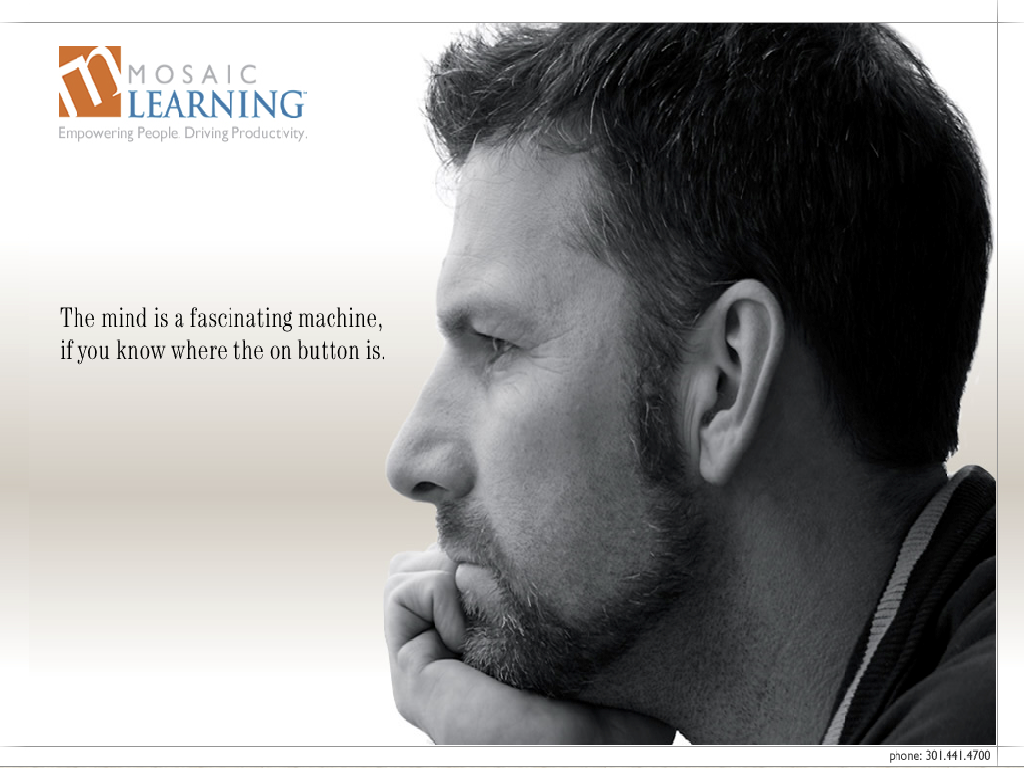 MOSAIC
LEARNING™
Empowering People. Driving Productivity.
The mind is a fascinating machine,
if you know where the on button is.
phone: 301.441.4700